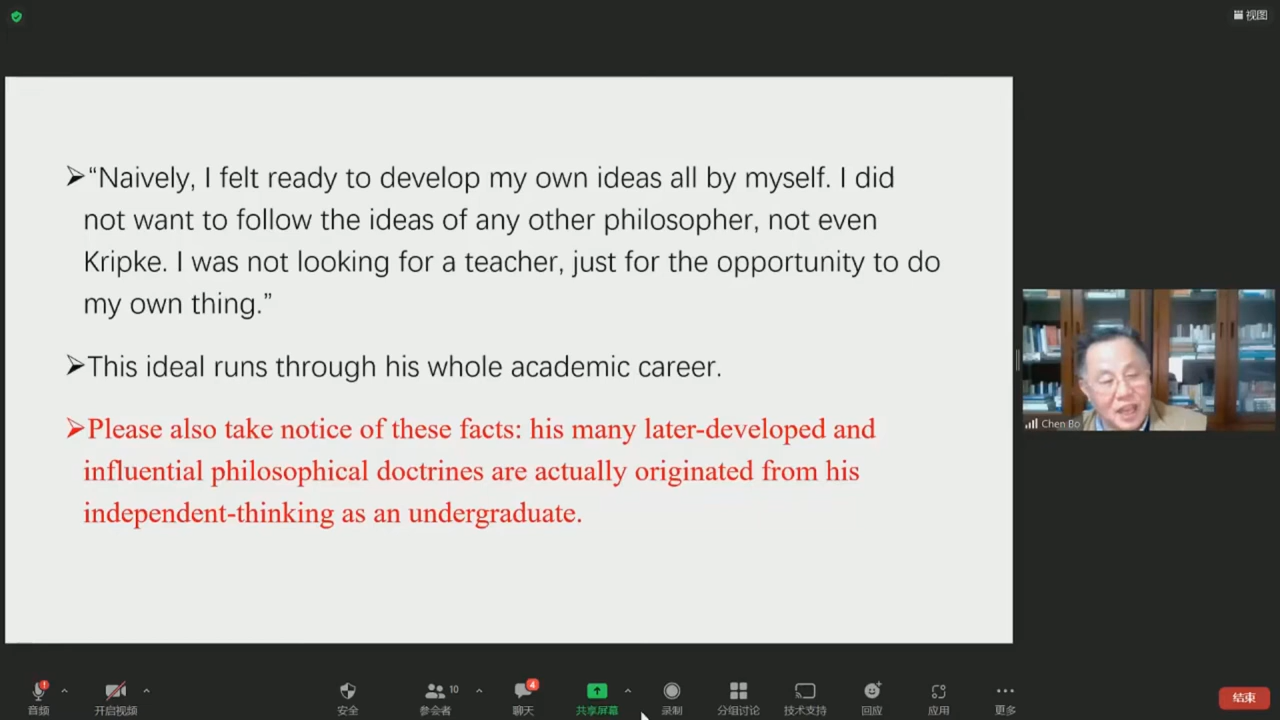 视图
➢“Naively, I felt ready to develop my own ideas all by myself. I did
not want to follow the ideas of any other philosopher, not even
Kripke. I was not looking for a teacher, just for the opportunity to do
my own thing.”
➢This ideal runs through his whole academic career.
➢Please also take notice of these facts: his many later-developed and
influential philosophical doctrines are actually originated from his
independent-thinking as an undergraduate.
Chen Bo
音频
开启视频
安全
10
参会者
4
聊天
共享屏幕
录制
分组讨论
技术支持
回应
应用
更多
结束